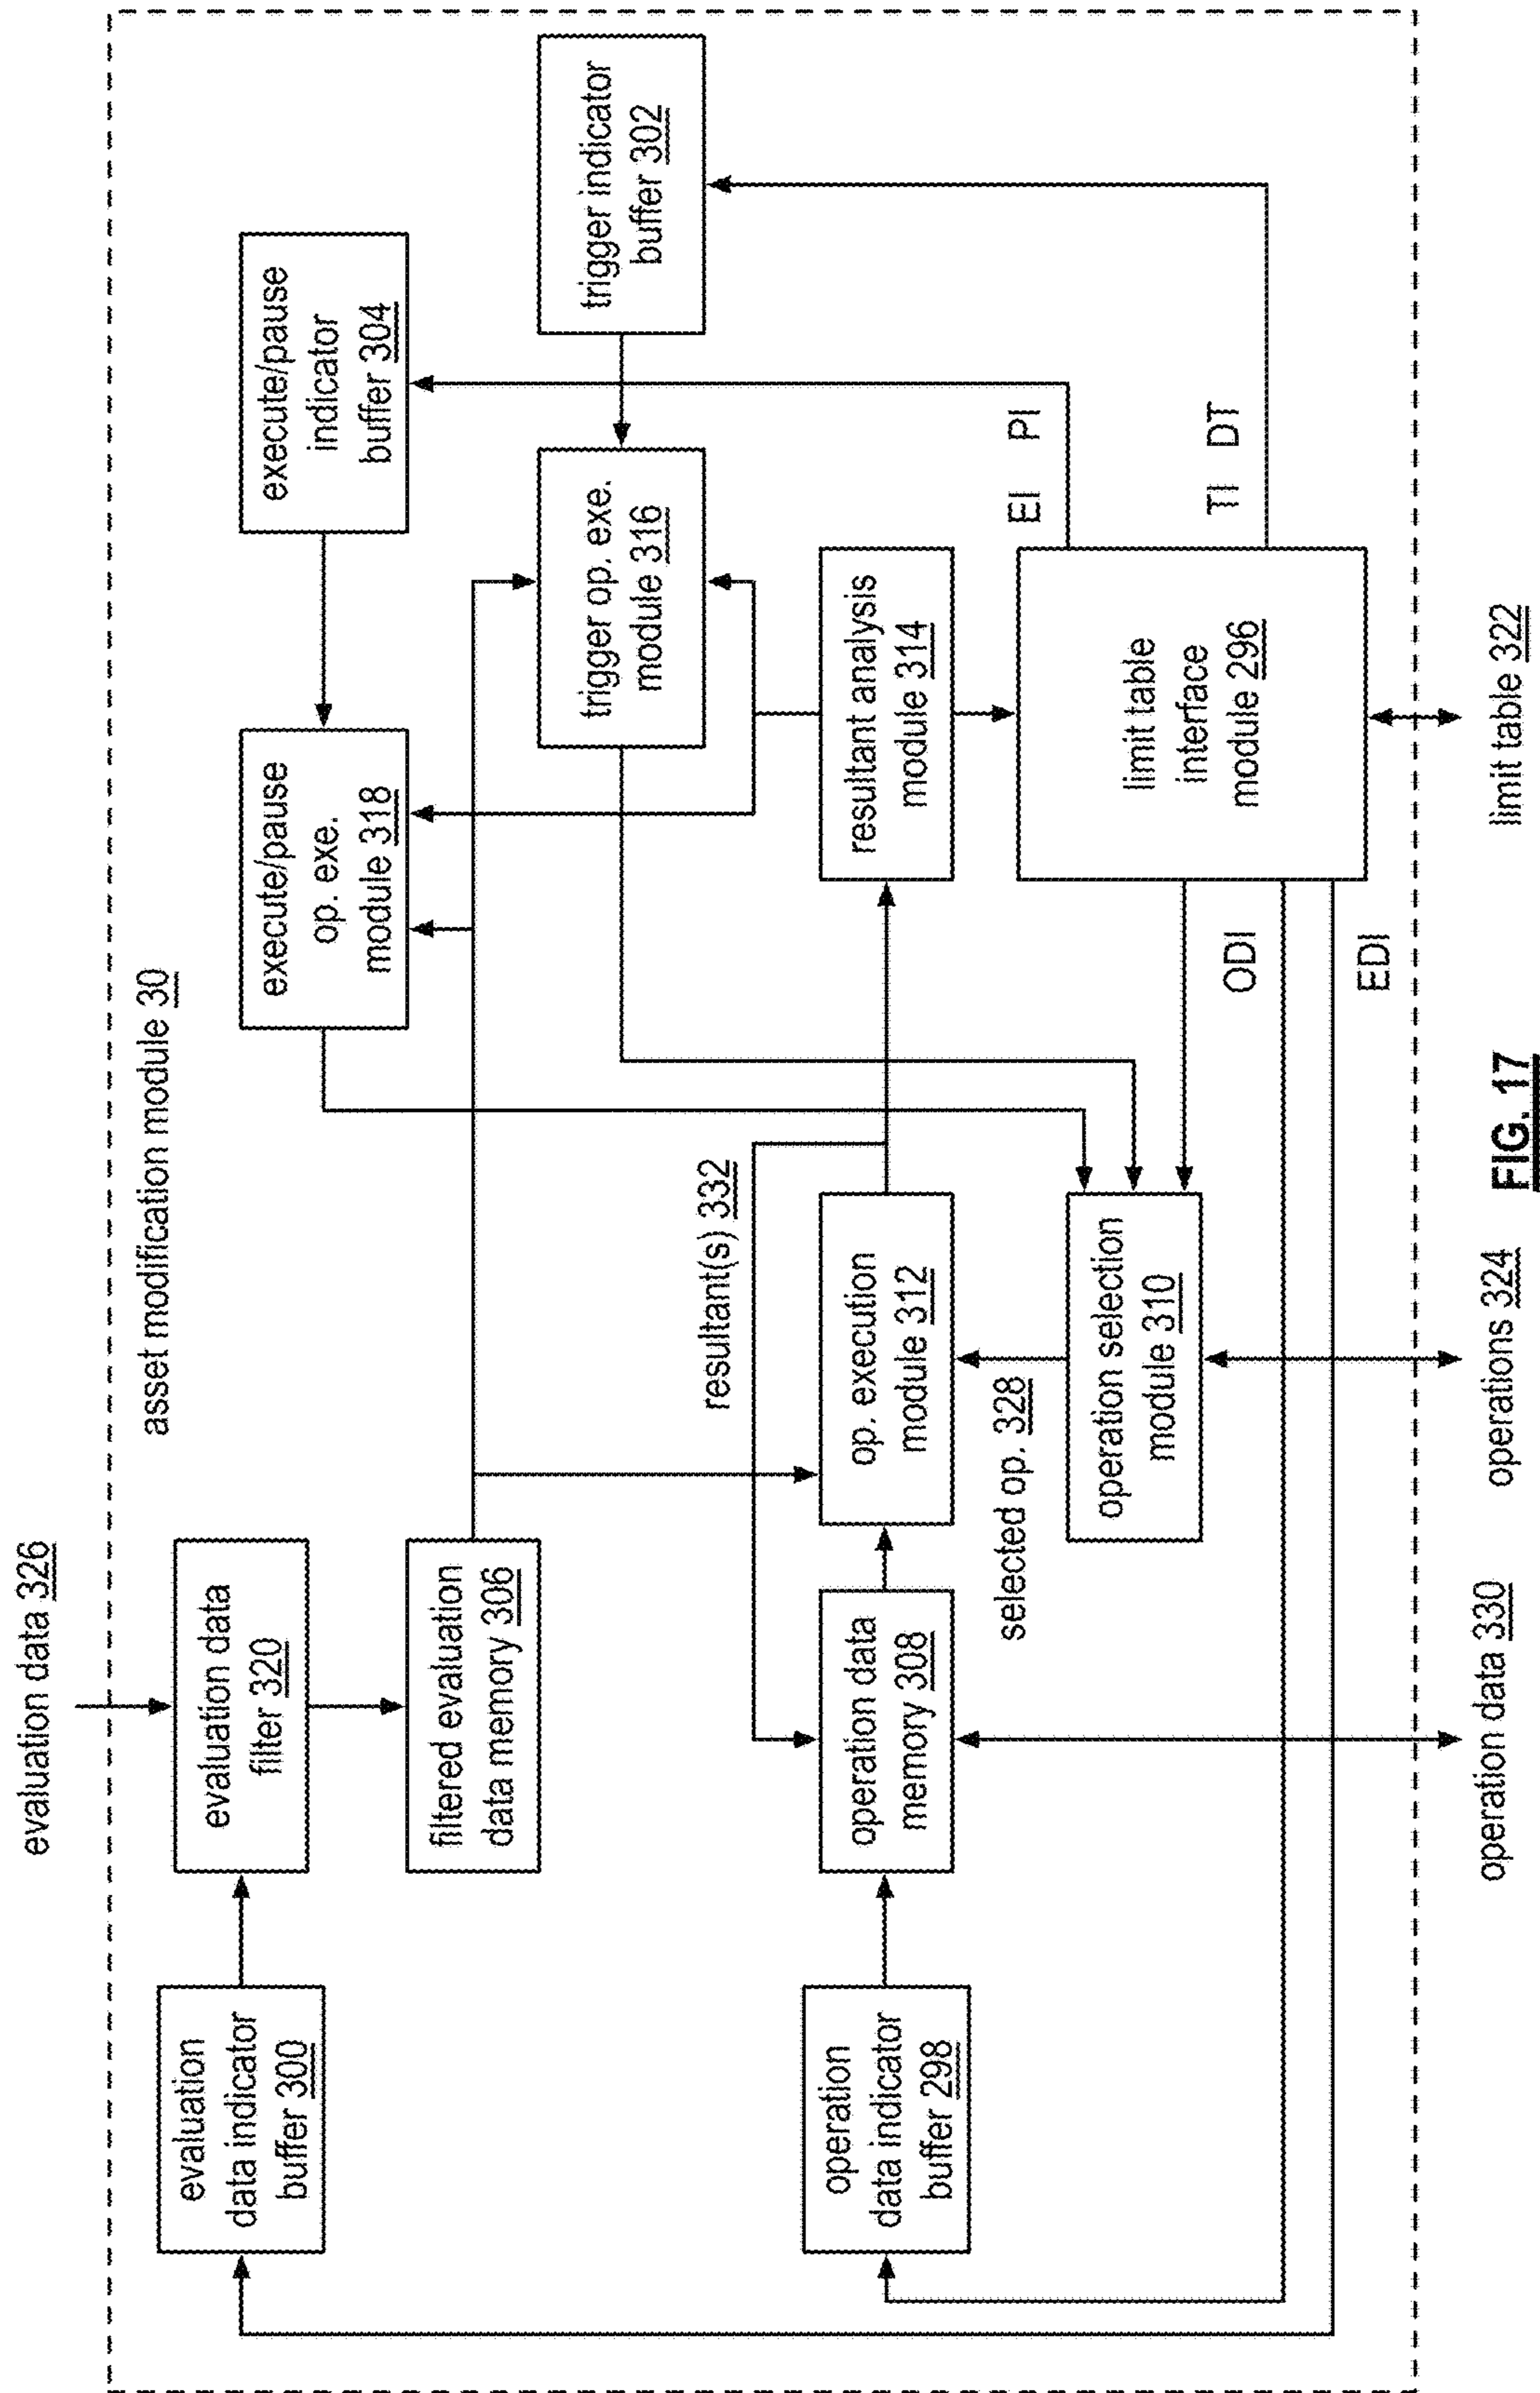 evaluation data 326
asset modification module 30
evaluation
data indicator
buffer 300
evaluation data
filter 320
execute/pause
op. exe.
module 318
execute/pause
indicator
buffer 304
filtered evaluation
data memory 306
trigger op. exe.
module 316
trigger indicator
buffer 302
resultant(s) 332
operation
data indicator
buffer 298
operation data
memory 308
op. execution
module 312
resultant analysis
module 314
selected op. 328
EI PI
operation selection
module 310
limit table
interface
module 296
ODI
TI DT
EDI
operation data 330
operations 324
limit table 322
FIG. 17